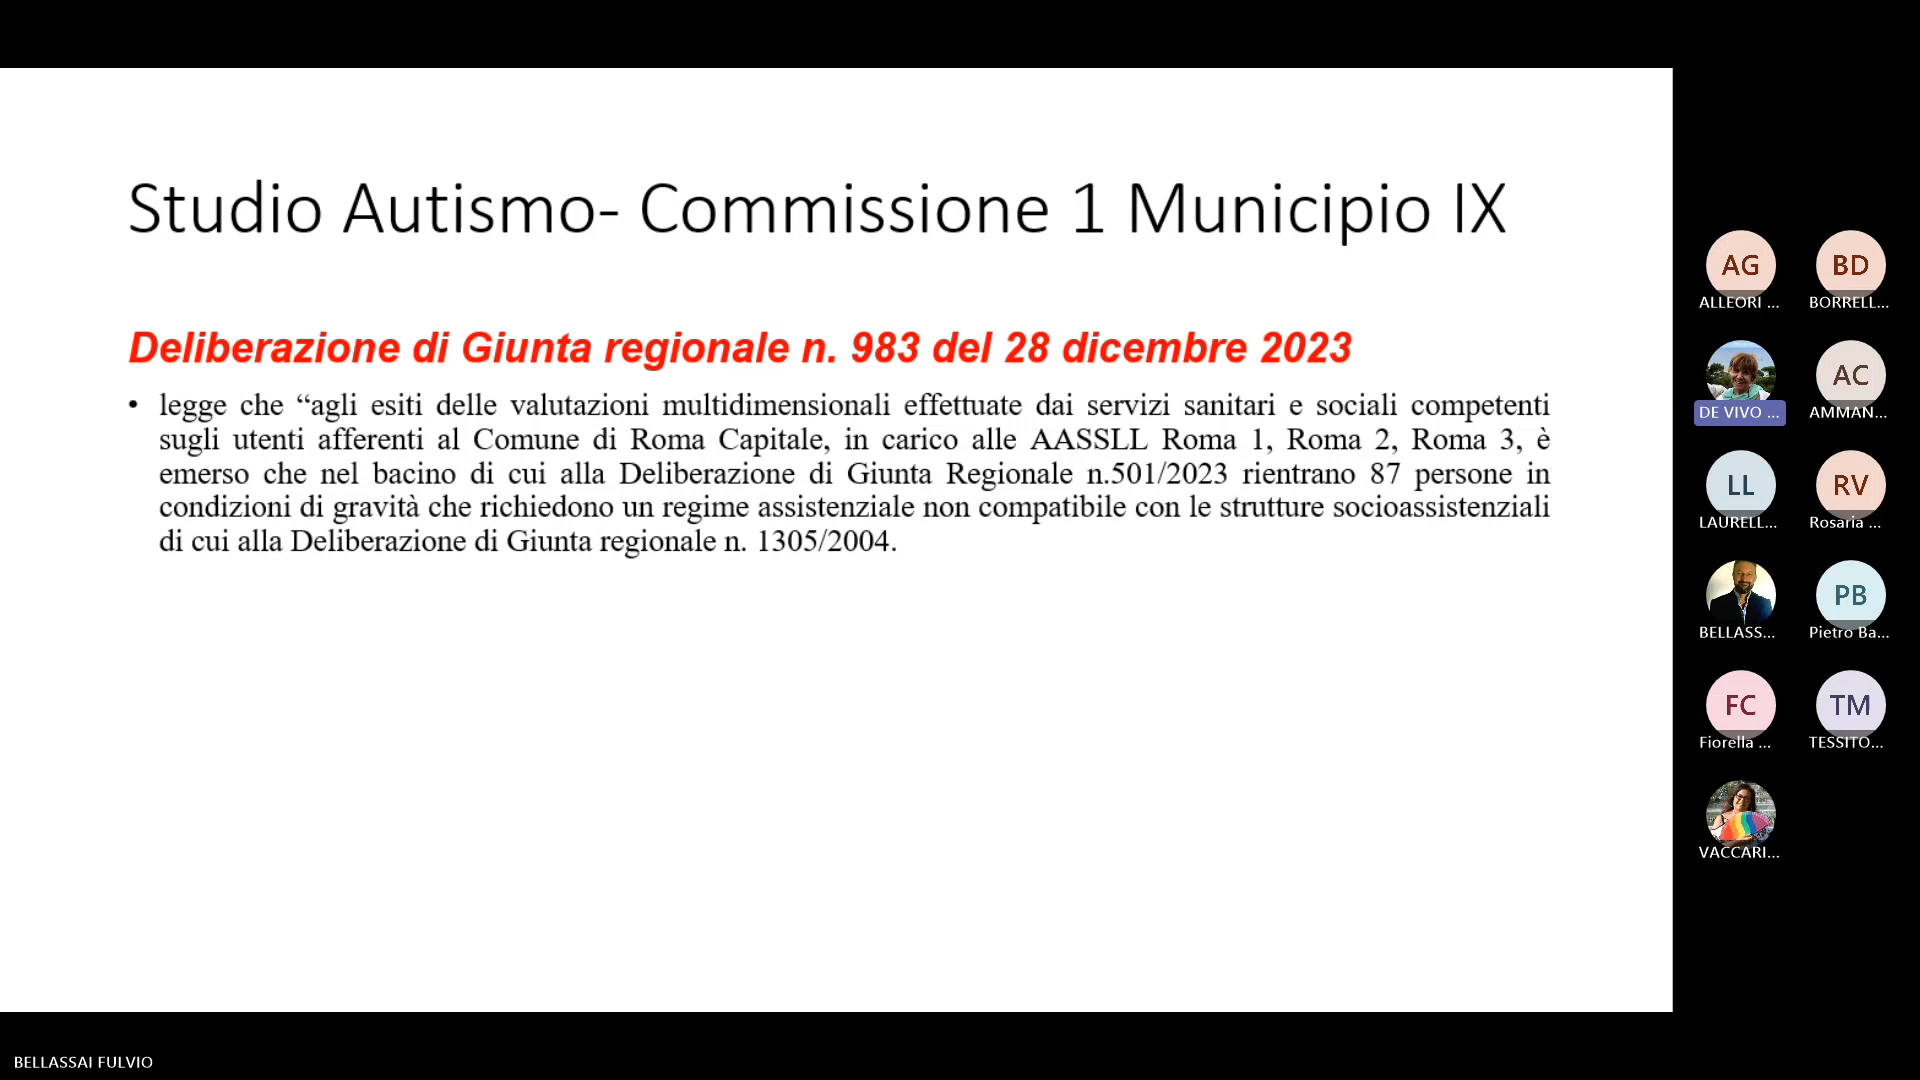 Studio Autismo- Commissione 1 Municipio IX
Deliberazione di Giunta regionale n. 983 del 28 dicembre 2023
• legge che “agli esiti delle valutazioni multidimensionali effettuate dai servizi sanitari e sociali competenti
sugli utenti afferenti al Comune di Roma Capitale, in carico alle AASSLL Roma 1, Roma 2, Roma 3, è
emerso che nel bacino di cui alla Deliberazione di Giunta Regionale n.501/2023 rientrano 87 persone in
condizioni di gravità che richiedono un regime assistenziale non compatibile con le strutture socioassistenziali
di cui alla Deliberazione di Giunta regionale n. 1305/2004.
AG BD
ALLEORI ... BORRELL...
AC
DE VIVO ... AMMAN...
LL RV
LAURELL... Rosaria ...
PB
BELLASS... Pietro Ba...
FC TM
Fiorella ... TESSITO...
VACCARI...
BELLASSAI FULVIO